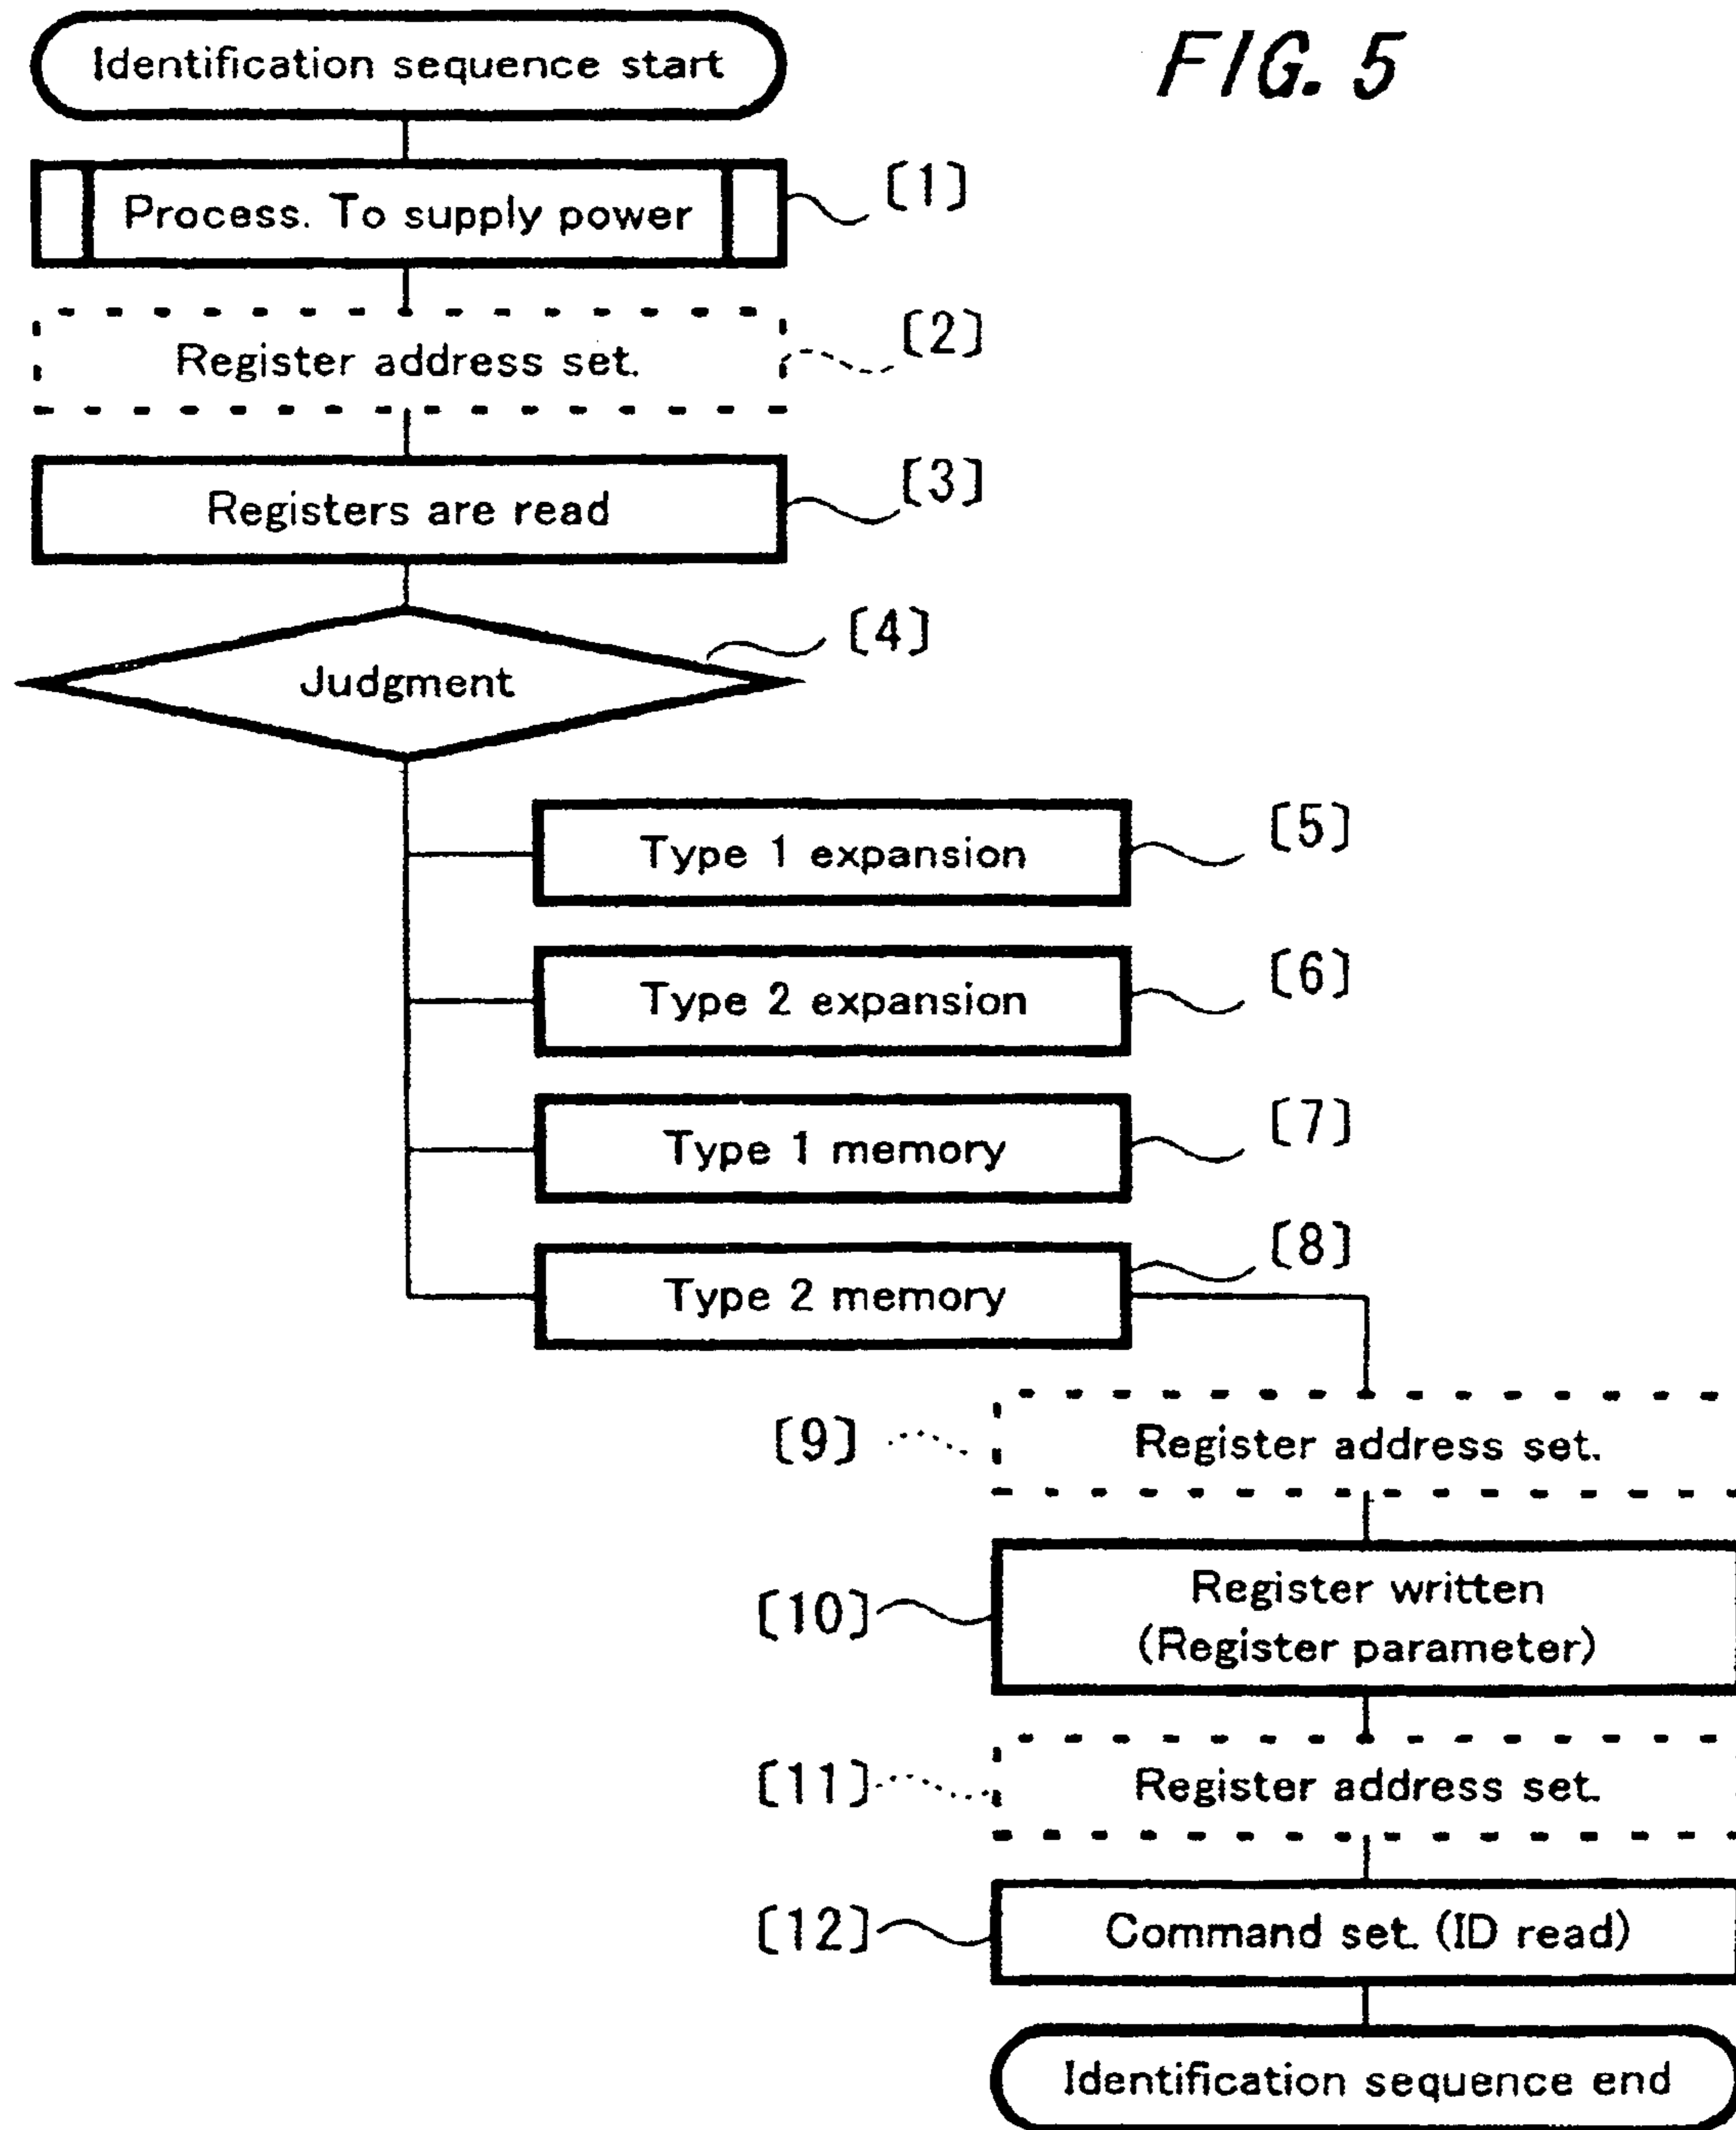 FIG. 5
Identification sequence start
Process. To supply power
[1]
Register address set.
[2]
Registers are read
[3]
Judgment
[4]
Type 1 expansion
[5]
Type 2 expansion
[6]
Type 1 memory
[7]
Type 2 memory
[8]
[9]
Register address set.
[10]
Register written
(Register parameter)
[11]
Register address set.
[12]
Command set. (ID read)
Identification sequence end